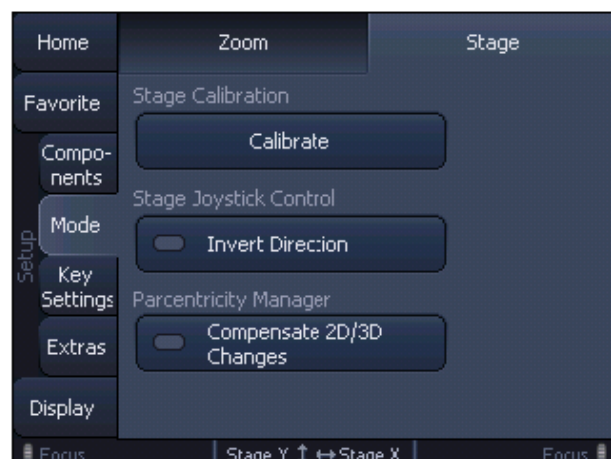 Home
Zoom
Stage
Favorite
Stage Calibration
Calibrate
Compo-
nents
Stage Joystick Control
Mode
Invert Direction
Setup
Key
Settings
Parcentricity Manager
Compensate 2D/3D
Changes
Extras
Display
Focus
Stage Y ↑ ↔ Stage X
Focus